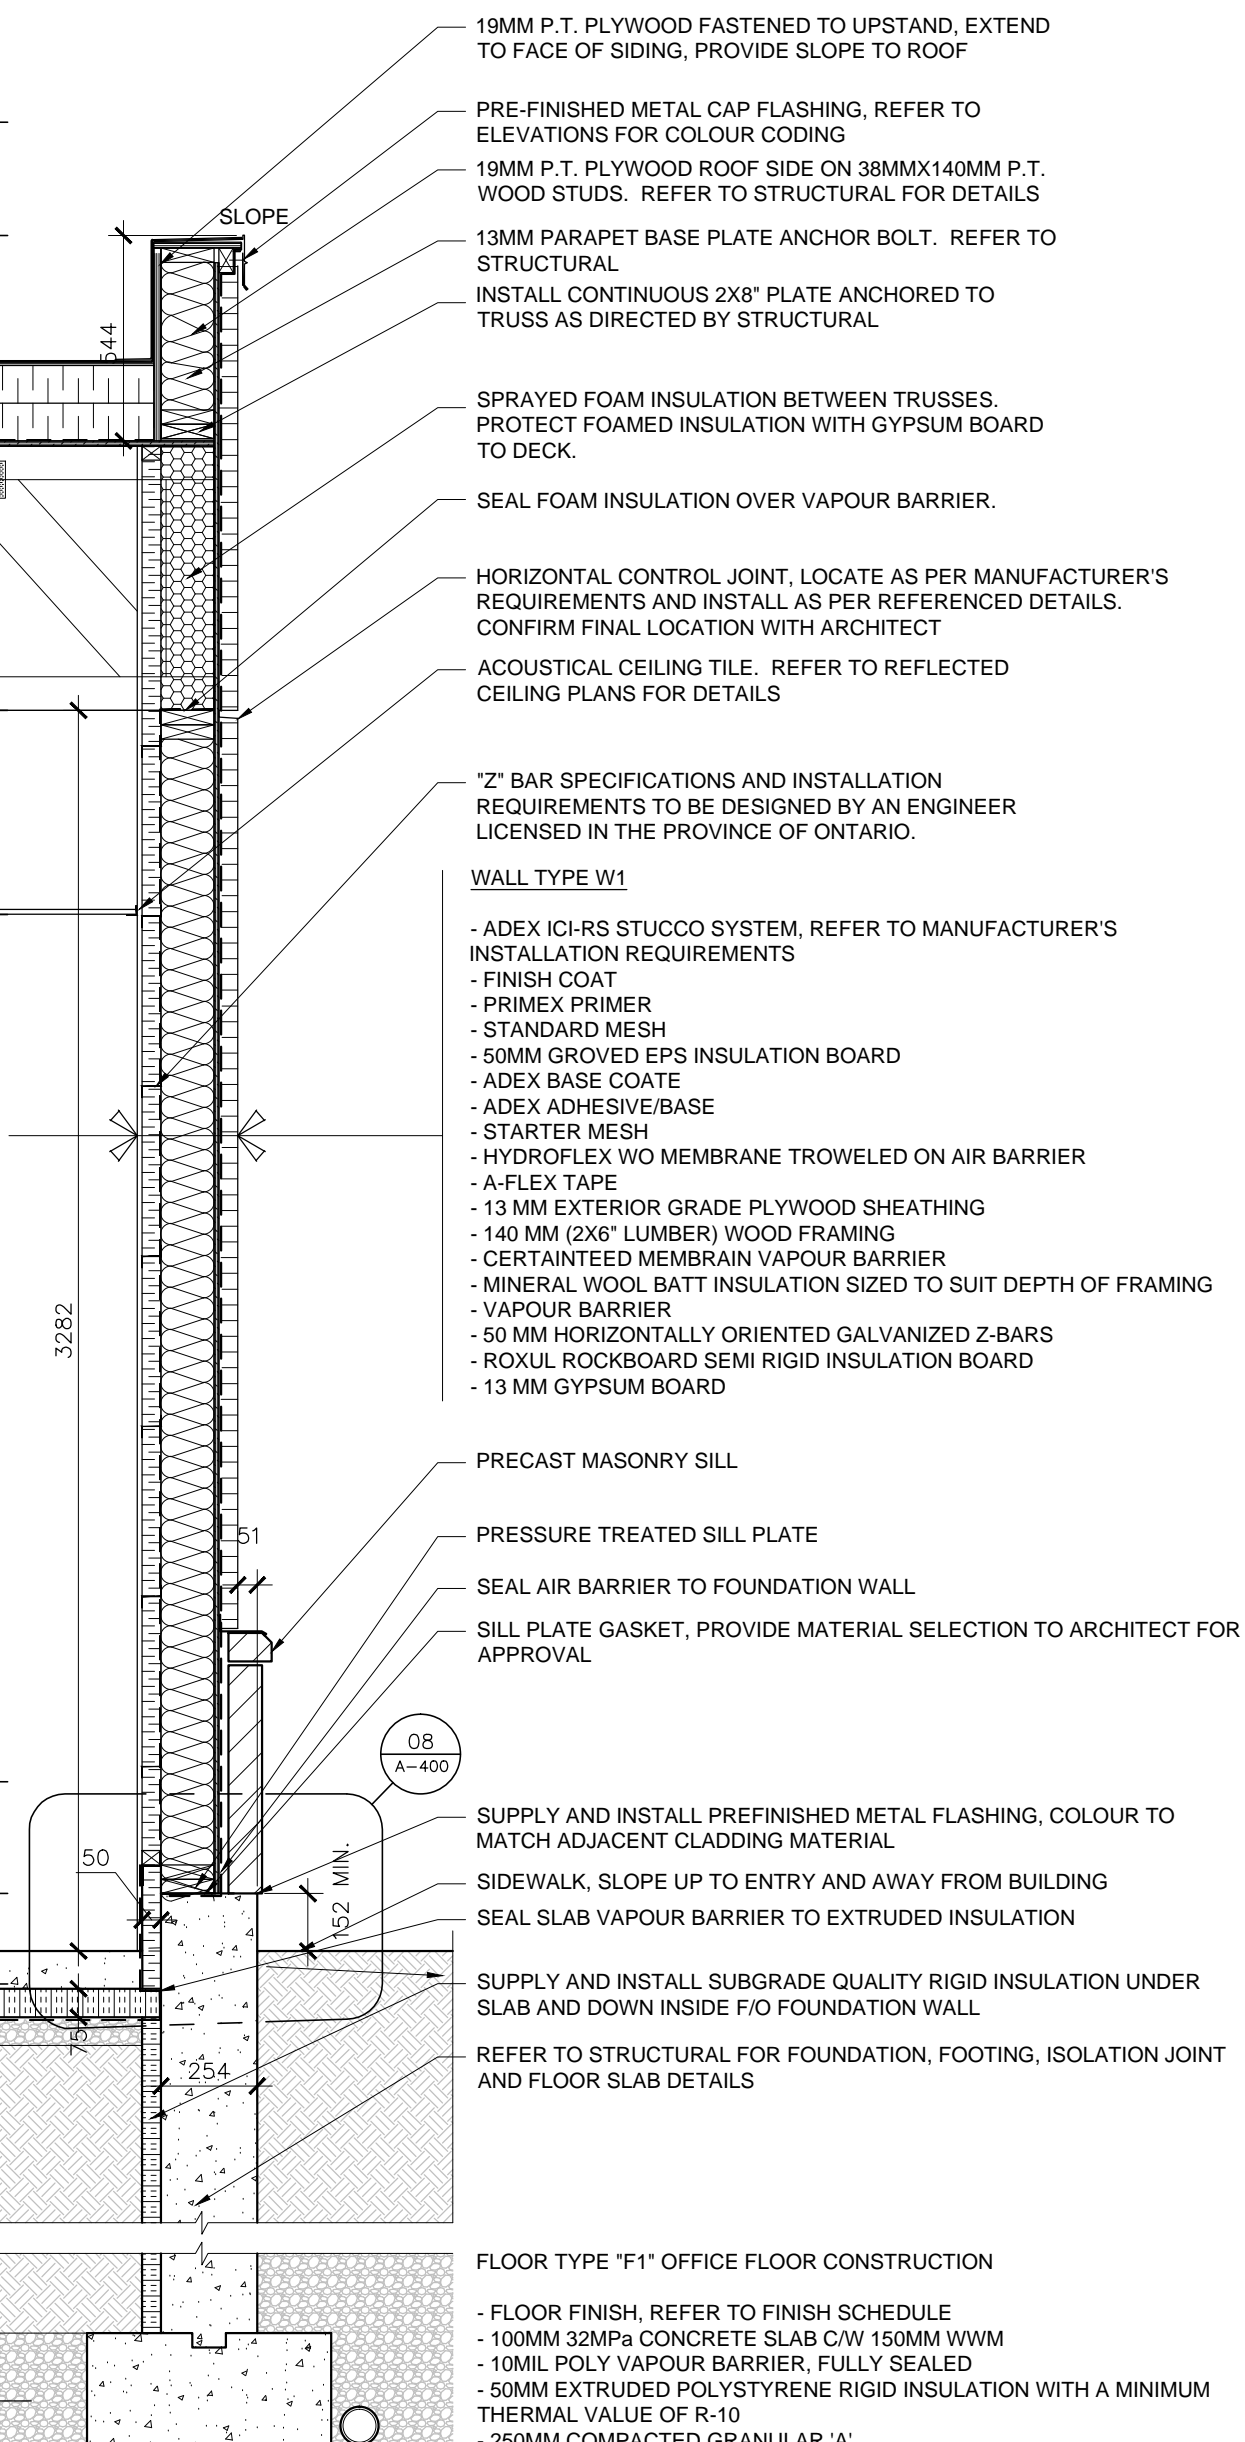 19MM P.T. PLYWOOD FASTENED TO UPSTAND, EXTEND
TO FACE OF SIDING, PROVIDE SLOPE TO ROOF
PRE-FINISHED METAL CAP FLASHING, REFER TO
ELEVATIONS FOR COLOUR CODING
19MM P.T. PLYWOOD ROOF SIDE ON 38MMX140MM P.T.
WOOD STUDS.  REFER TO STRUCTURAL FOR DETAILS
SLOPE
13MM PARAPET BASE PLATE ANCHOR BOLT.  REFER TO
STRUCTURAL
INSTALL CONTINUOUS 2X8" PLATE ANCHORED TO
TRUSS AS DIRECTED BY STRUCTURAL
544
SPRAYED FOAM INSULATION BETWEEN TRUSSES.
PROTECT FOAMED INSULATION WITH GYPSUM BOARD
TO DECK.
SEAL FOAM INSULATION OVER VAPOUR BARRIER.
HORIZONTAL CONTROL JOINT, LOCATE AS PER MANUFACTURER'S
REQUIREMENTS AND INSTALL AS PER REFERENCED DETAILS.
CONFIRM FINAL LOCATION WITH ARCHITECT
ACOUSTICAL CEILING TILE.  REFER TO REFLECTED
CEILING PLANS FOR DETAILS
"Z" BAR SPECIFICATIONS AND INSTALLATION
REQUIREMENTS TO BE DESIGNED BY AN ENGINEER
LICENSED IN THE PROVINCE OF ONTARIO.
WALL TYPE W1
- ADEX ICI-RS STUCCO SYSTEM, REFER TO MANUFACTURER'S
INSTALLATION REQUIREMENTS
- FINISH COAT
- PRIMEX PRIMER
- STANDARD MESH
- 50MM GROVED EPS INSULATION BOARD
- ADEX BASE COATE
- ADEX ADHESIVE/BASE
- STARTER MESH
- HYDROFLEX WO MEMBRANE TROWELED ON AIR BARRIER
- A-FLEX TAPE
- 13 MM EXTERIOR GRADE PLYWOOD SHEATHING
- 140 MM (2X6" LUMBER) WOOD FRAMING
- CERTAINTEED MEMBRAIN VAPOUR BARRIER
- MINERAL WOOL BATT INSULATION SIZED TO SUIT DEPTH OF FRAMING
- VAPOUR BARRIER
- 50 MM HORIZONTALLY ORIENTED GALVANIZED Z-BARS
- ROXUL ROCKBOARD SEMI RIGID INSULATION BOARD
- 13 MM GYPSUM BOARD
3282
PRECAST MASONRY SILL
51
PRESSURE TREATED SILL PLATE
SEAL AIR BARRIER TO FOUNDATION WALL
SILL PLATE GASKET, PROVIDE MATERIAL SELECTION TO ARCHITECT FOR
APPROVAL
08
A-400
SUPPLY AND INSTALL PREFINISHED METAL FLASHING, COLOUR TO
MATCH ADJACENT CLADDING MATERIAL
50
152 MIN.
SIDEWALK, SLOPE UP TO ENTRY AND AWAY FROM BUILDING
SEAL SLAB VAPOUR BARRIER TO EXTRUDED INSULATION
SUPPLY AND INSTALL SUBGRADE QUALITY RIGID INSULATION UNDER
SLAB AND DOWN INSIDE F/O FOUNDATION WALL
75
254
REFER TO STRUCTURAL FOR FOUNDATION, FOOTING, ISOLATION JOINT
AND FLOOR SLAB DETAILS
FLOOR TYPE "F1" OFFICE FLOOR CONSTRUCTION
- FLOOR FINISH, REFER TO FINISH SCHEDULE
- 100MM 32MPa CONCRETE SLAB C/W 150MM WWM
- 10MIL POLY VAPOUR BARRIER, FULLY SEALED
- 50MM EXTRUDED POLYSTYRENE RIGID INSULATION WITH A MINIMUM
THERMAL VALUE OF R-10
- 250MM COMPACTED GRANULAR 'A'